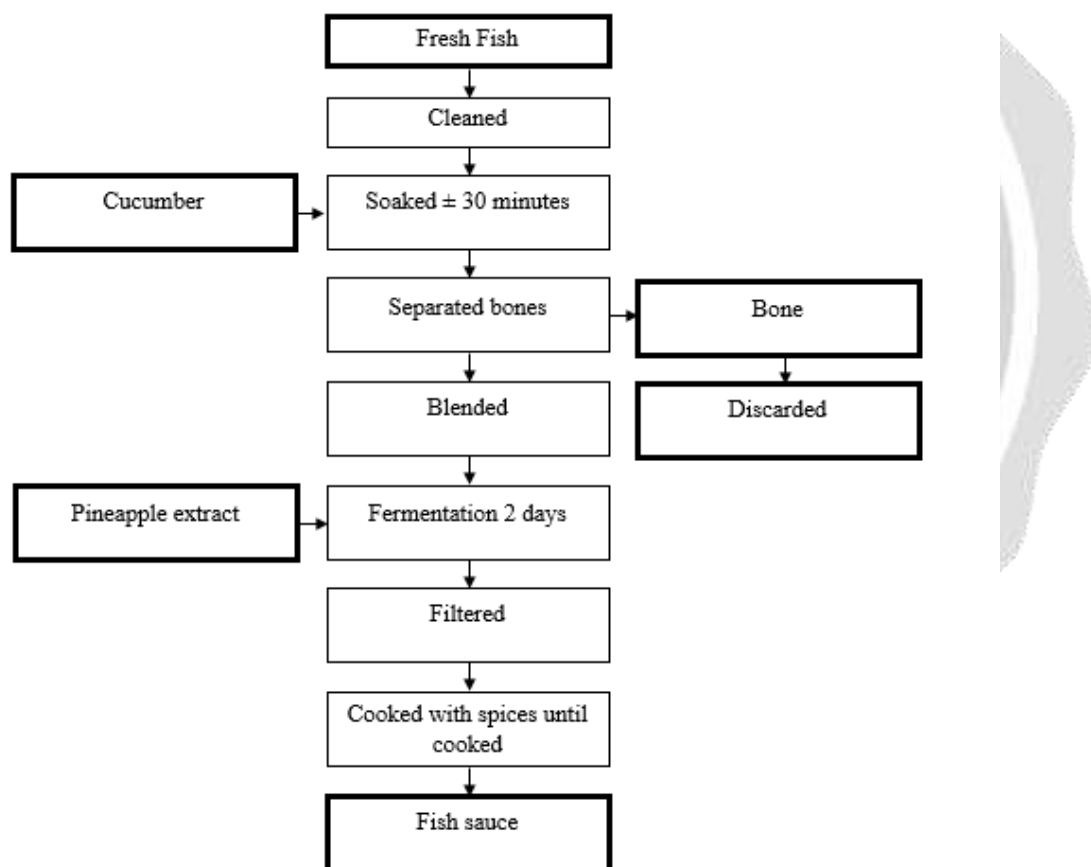 Fresh Fish
Cleaned
Cucumber
Soaked ± 30 minutes
Separated bones
Bone
Blended
Discarded
Pineapple extract
Fermentation 2 days
Filtered
Cooked with spices until
cooked
Fish sauce